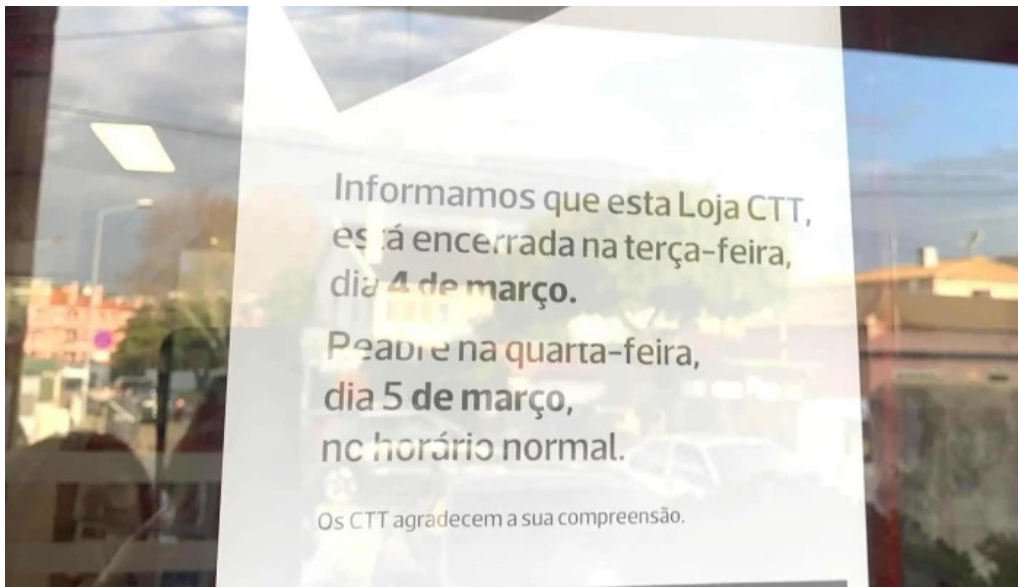 Informamos que esta Loja CTT,
está encerrada na terça-feira,
dia 4 de março.
Reabre na quarta-feira,
dia 5 de março,
no horário normal.
Os CTT agradecem a sua compreensão.